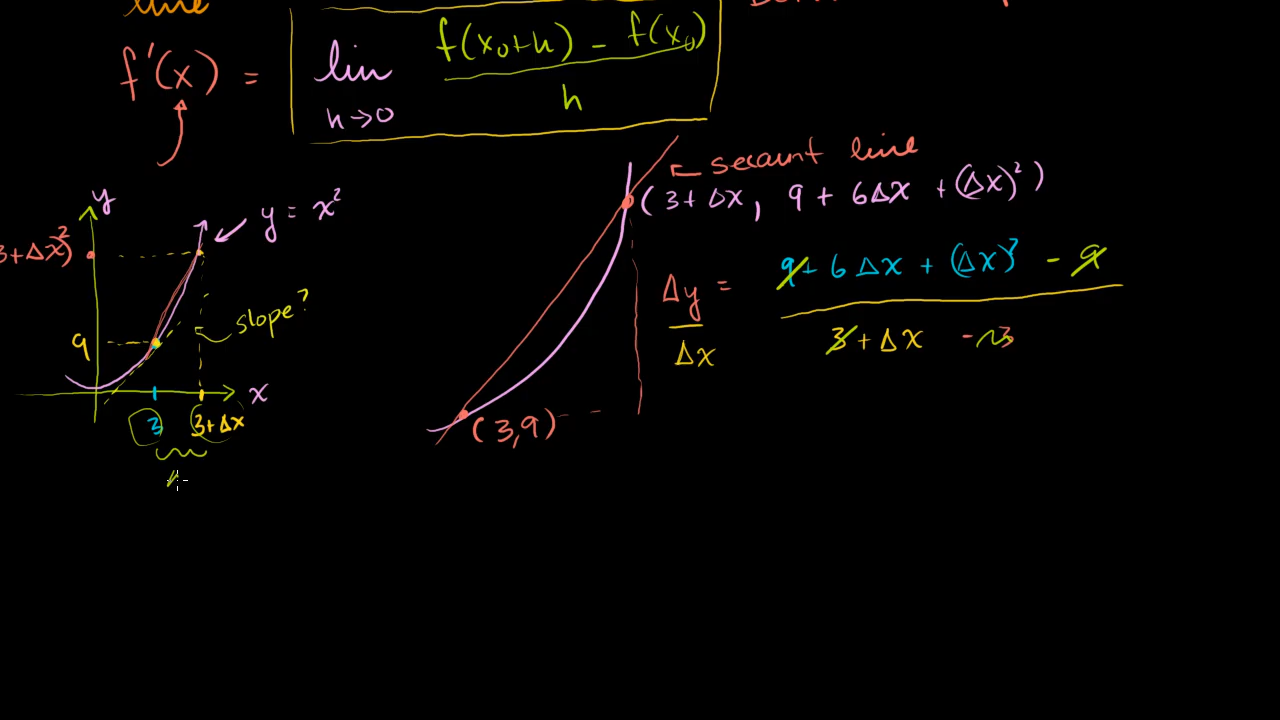 line
f'(x) = lim h→0 f(x₀+h) - f(x₀) / h
← secant line
(3+Δx, 9 + 6Δx + (Δx)²)
y
y = x²
3+Δx)²
Δy/Δx = 9 + 6Δx + (Δx)² - 9 / 3 + Δx - 3
slope?
9
x
3
3+Δx
(3,9)